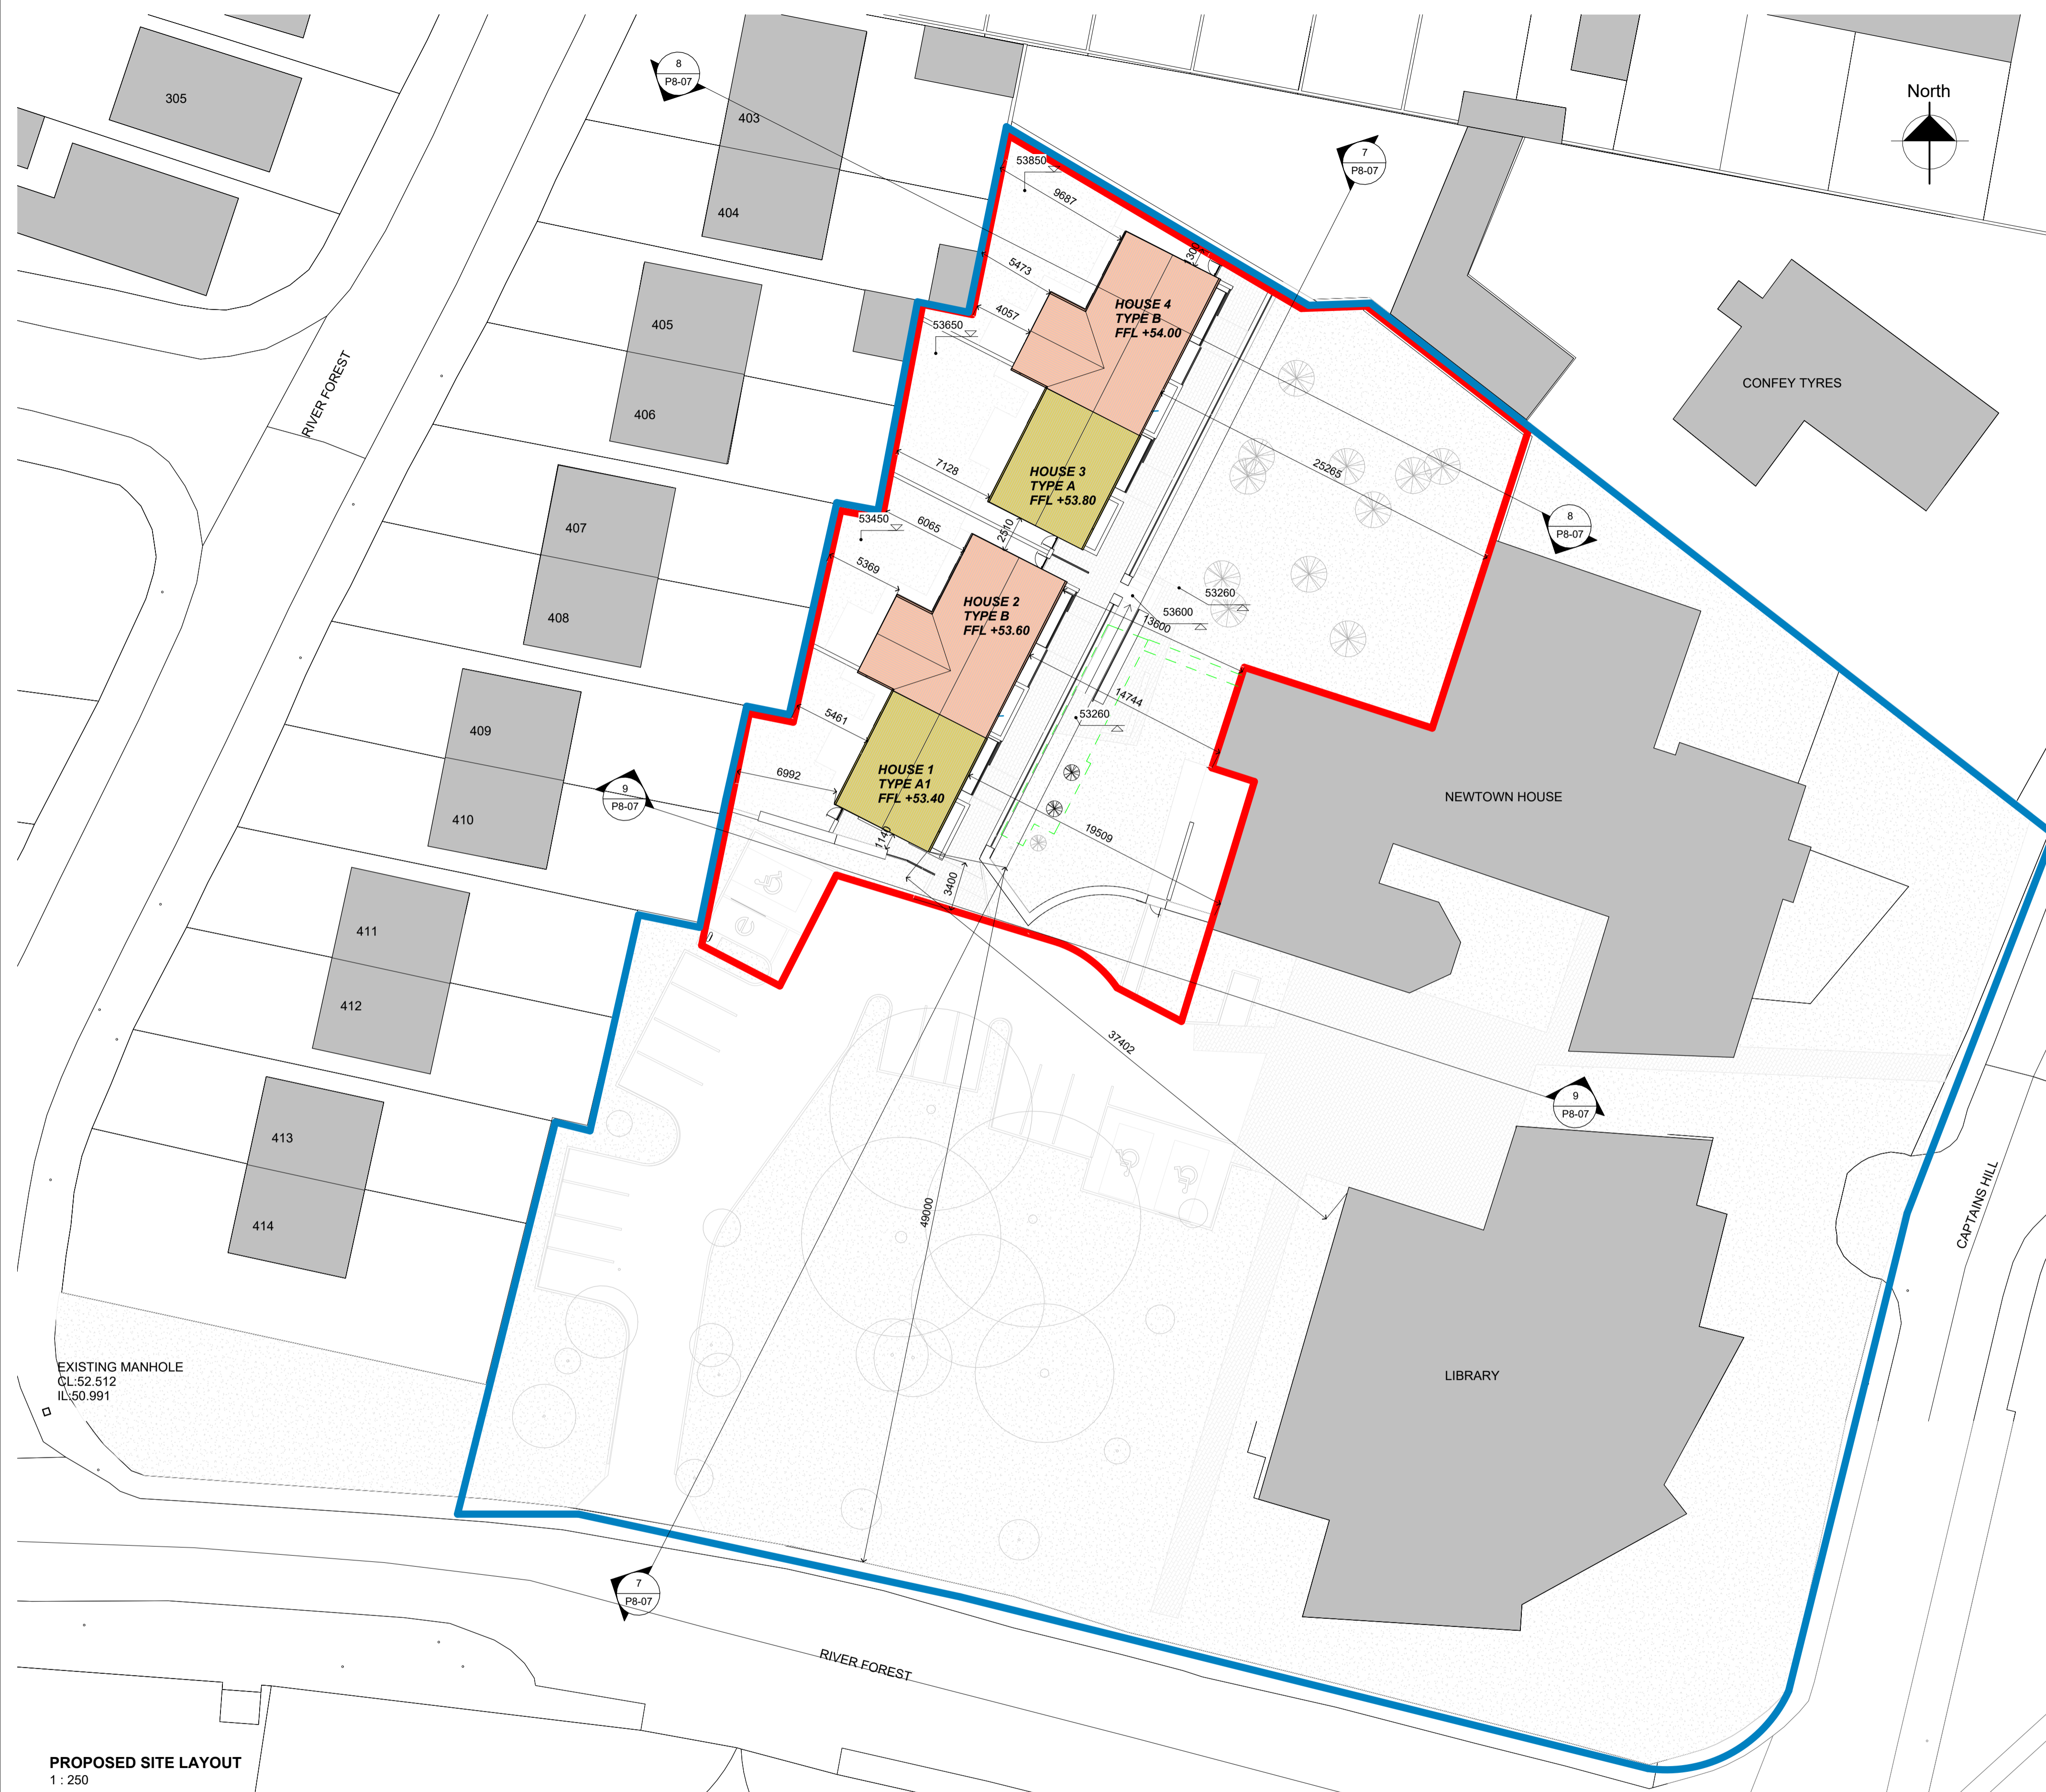 305
8
P8-07
403
404
North
7
P8-07
53850
9687
5473
1300
4057
HOUSE 4
TYPE B
FFL +54.00
53650
405
406
RIVER FOREST
CONFEY TYRES
7128
HOUSE 3
TYPE A
FFL +53.80
25265
8
P8-07
53450
6065
2510
407
408
5369
HOUSE 2
TYPE B
FFL +53.60
53260
53600
13600
14744
53260
409
410
5461
6992
HOUSE 1
TYPE A1
FFL +53.40
9
P8-07
1140
3400
19509
NEWTOWN HOUSE
e
411
412
37402
9
P8-07
413
414
49000
CAPTAINS HILL
EXISTING MANHOLE
CL:52.512
IL:50.991
LIBRARY
7
P8-07
RIVER FOREST
PROPOSED SITE LAYOUT
1 : 250